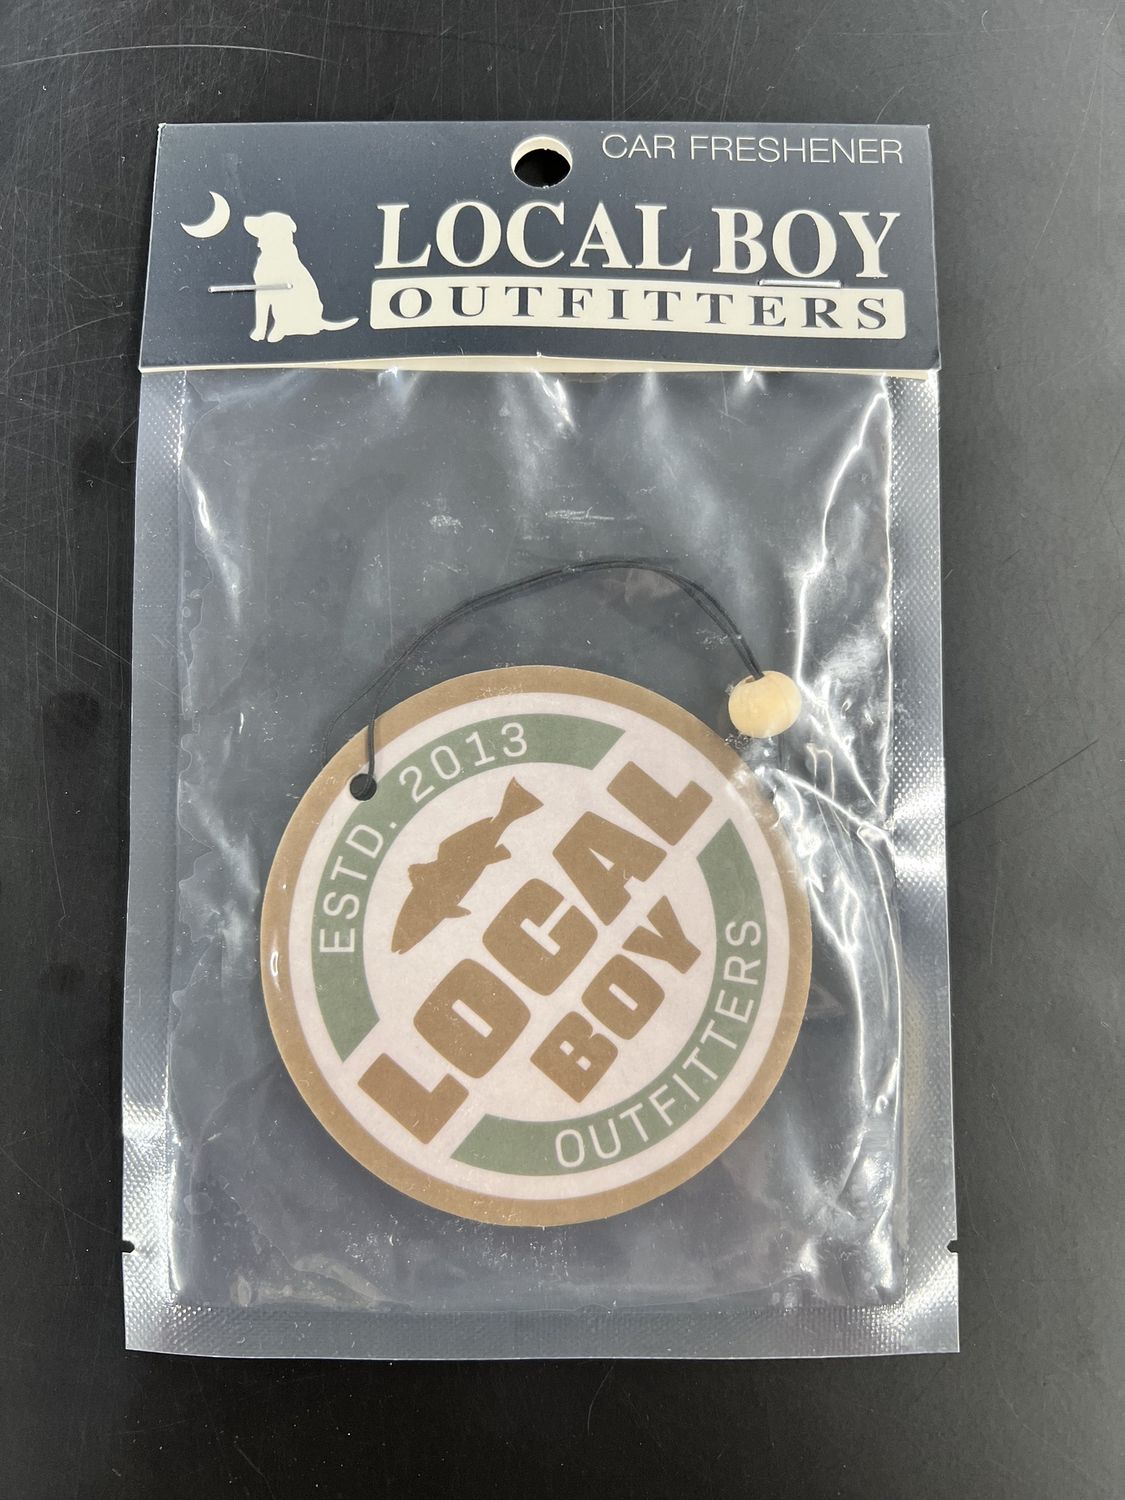 CAR FRESHENER
LOCAL BOY
OUTFITTERS
ESTD. 2013
LOCAL
BOY
OUTFITTERS